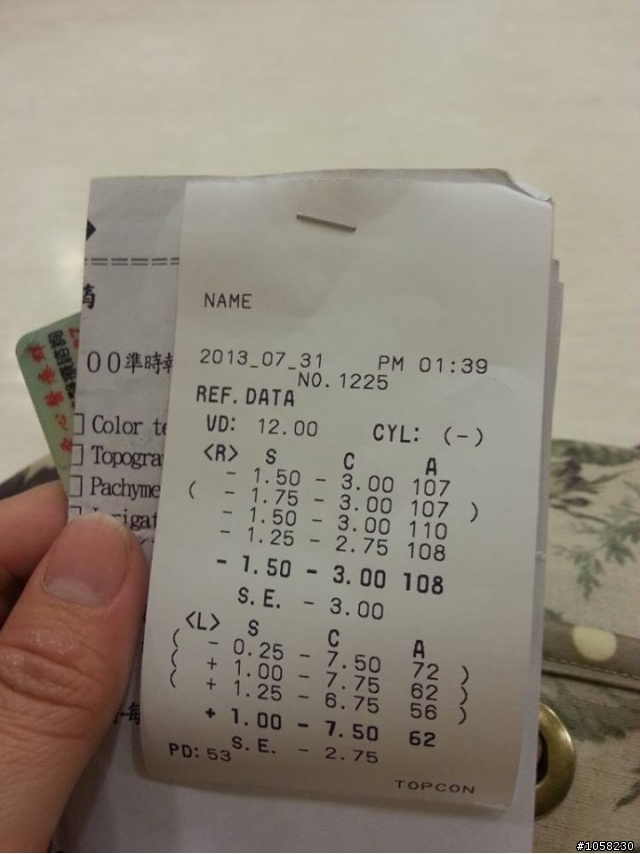 NAME
2013_07_31 PM 01:39
NO. 1225
REF. DATA
VD: 12.00 CYL: (-)
<R> S C A
- 1.50 - 3.00 107
( - 1.75 - 3.00 107 )
- 1.50 - 3.00 110
- 1.25 - 2.75 108
- 1.50 - 3.00 108
S.E. - 3.00
<L> S C A
( - 0.25 - 7.50 72 )
( + 1.00 - 7.75 62 )
( + 1.25 - 6.75 56 )
+ 1.00 - 7.50 62
S.E. - 2.75
PD: 53
TOPCON
00準時
Color te
Topogra
Pachyme
#1058230